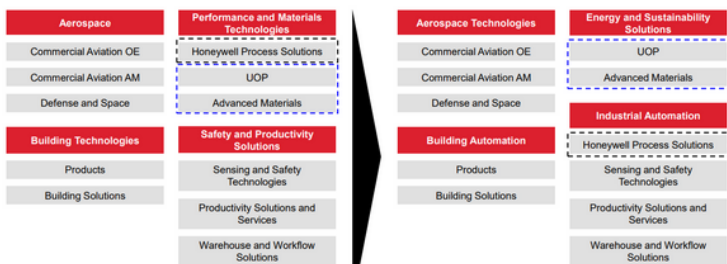 Aerospace
Commercial Aviation OE
Commercial Aviation AM
Defense and Space
Building Technologies
Products
Building Solutions
Performance and Materials
Technologies
Honeywell Process Solutions
UOP
Advanced Materials
Safety and Productivity
Solutions
Sensing and Safety
Technologies
Productivity Solutions and
Services
Warehouse and Workflow
Solutions
Aerospace Technologies
Commercial Aviation OE
Commercial Aviation AM
Defense and Space
Building Automation
Products
Building Solutions
Energy and Sustainability
Solutions
UOP
Advanced Materials
Industrial Automation
Honeywell Process Solutions
Sensing and Safety
Technologies
Productivity Solutions and
Services
Warehouse and Workflow
Solutions